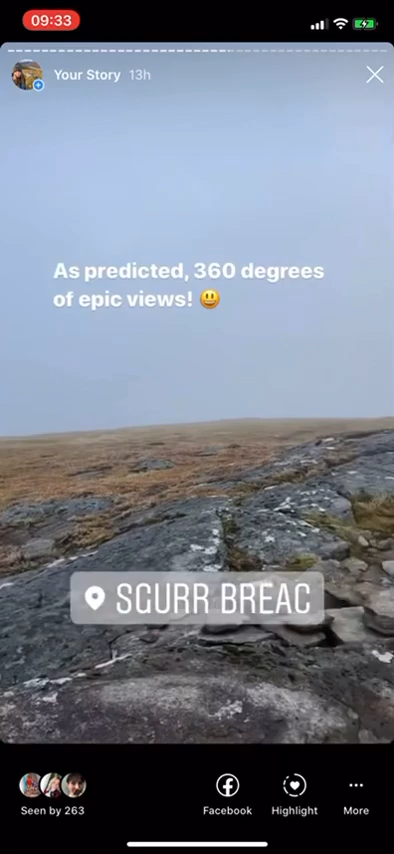 09:33
Your Story 13h
As predicted, 360 degrees
of epic views! 😃
SGURR BREAC
Seen by 263
Facebook
Highlight
More